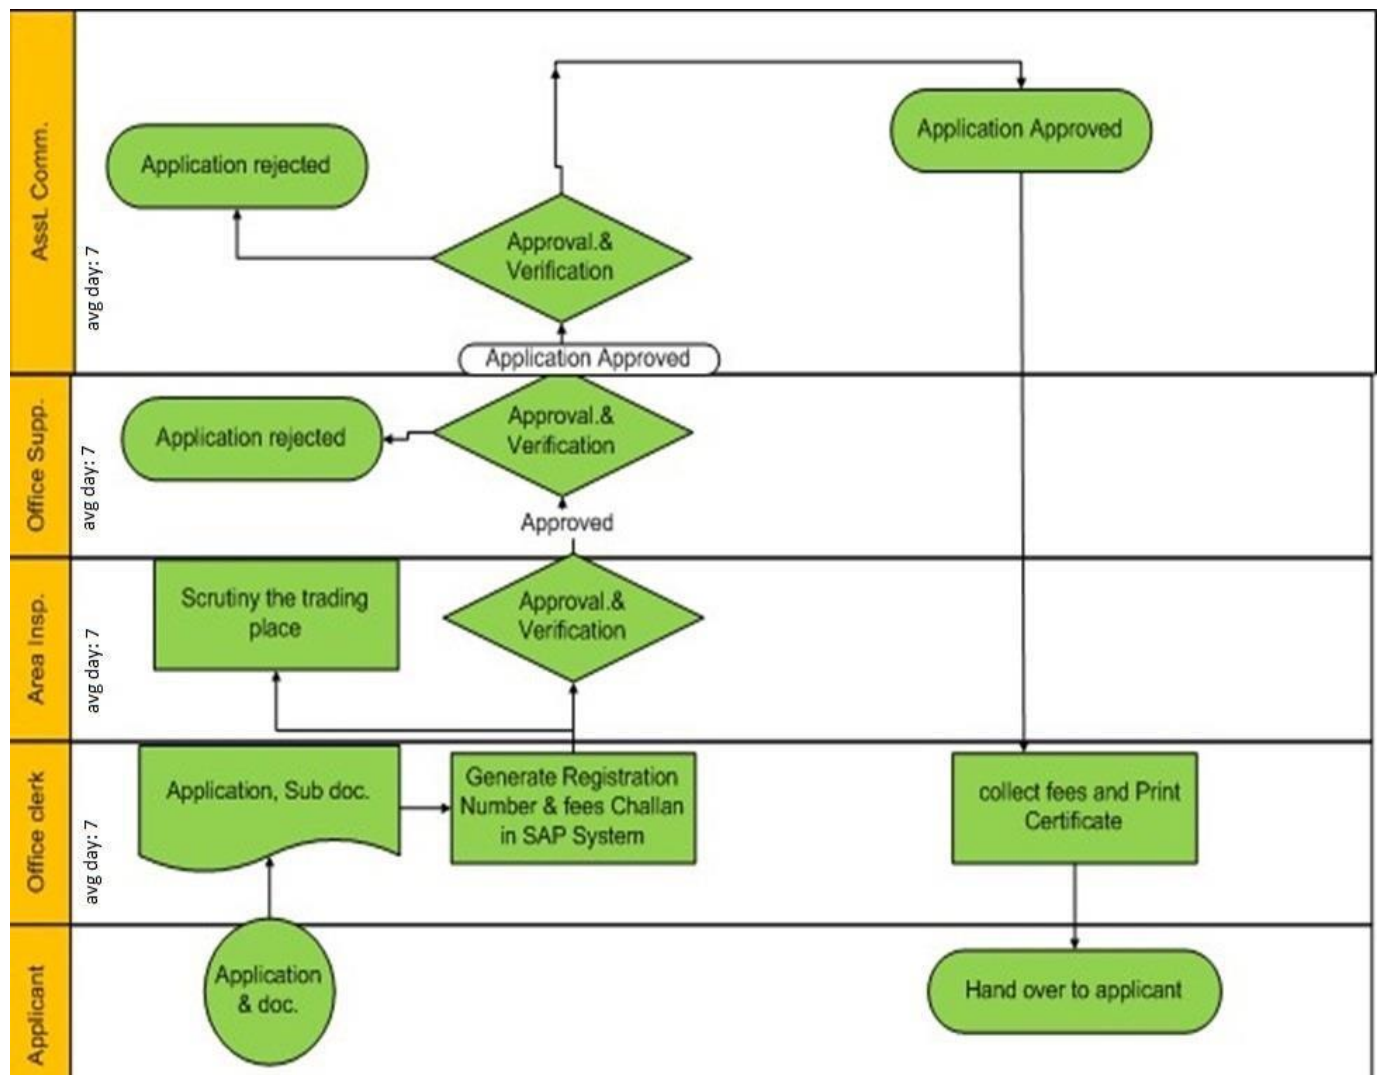 Asst. Comm.
avg day: 7
Application rejected
Approval.&
Verification
Application Approved
Application Approved
Office Supp.
avg day: 7
Application rejected
Approval.&
Verification
Approved
Area Insp.
avg day: 7
Scrutiny the trading
place
Approval.&
Verification
Office clerk
avg day: 7
Application, Sub doc.
Generate Registration
Number & fees Challan
in SAP System
collect fees and Print
Certificate
Applicant
Application
& doc.
Hand over to applicant